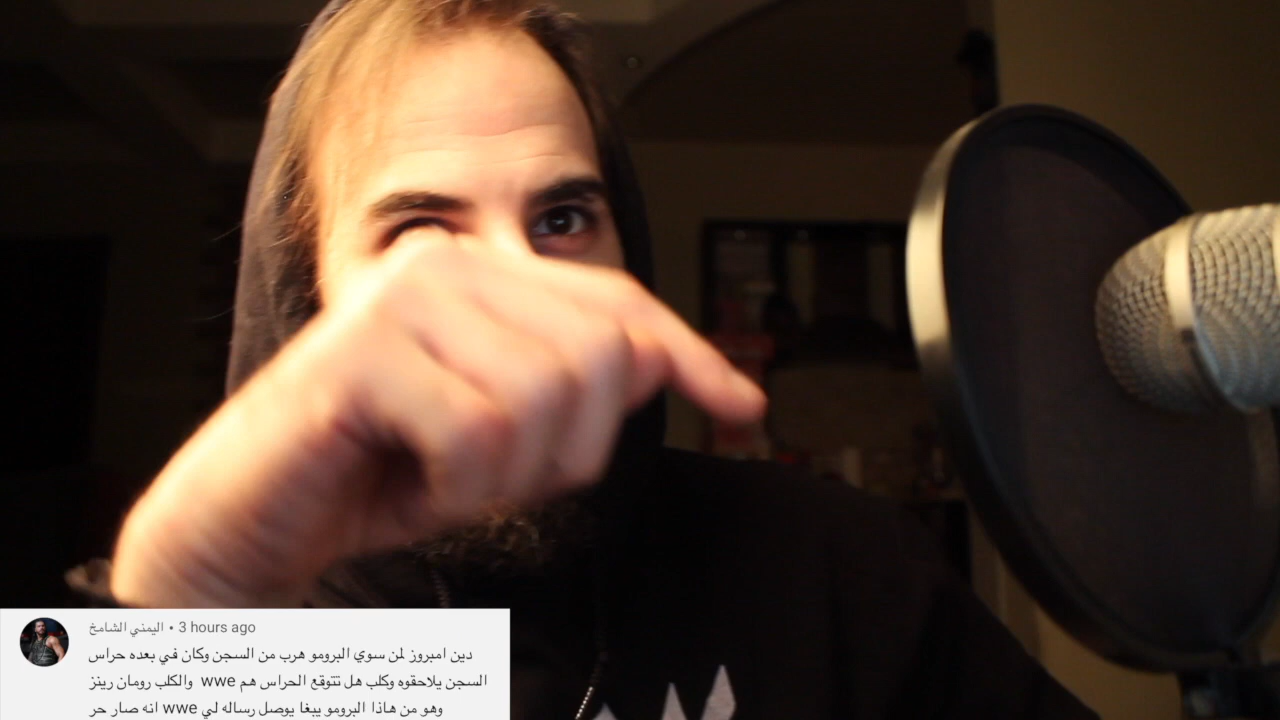 اليمني الشامخ • 3 hours ago
دين امبروز لمن سوي البرومو هرب من السجن وكان في بعده حراس
السجن يلاحقوه وكلب هل تتوقع الحراس هم wwe والكلب رومان رينز
وهو من هاذا البرومو يبغا يوصل رساله لي wwe انه صار حر